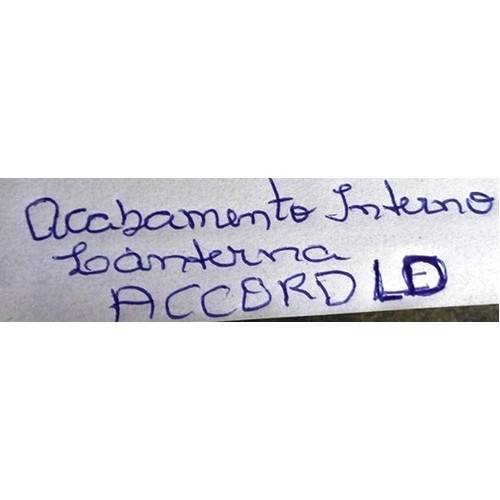 Acabamento Interno
Lanterna
ACCORD LD